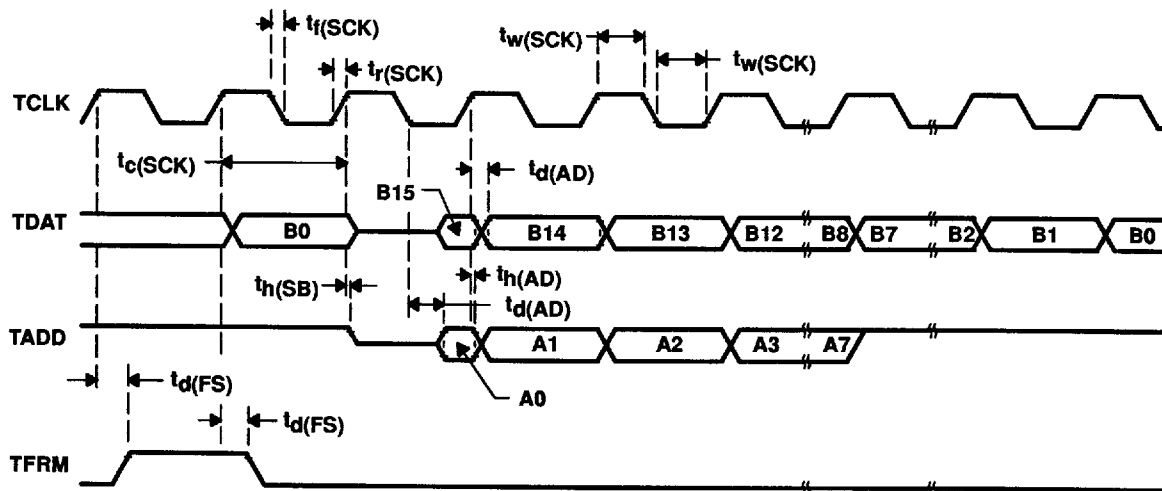 tf(SCK)
tr(SCK)
tw(SCK)
tw(SCK)
TCLK
tc(SCK)
td(AD)
B15
TDAT
B0
B14
B13
B12
B8
B7
B2
B1
B0
th(SB)
th(AD)
td(AD)
TADD
A1
A2
A3
A7
A0
td(FS)
td(FS)
TFRM